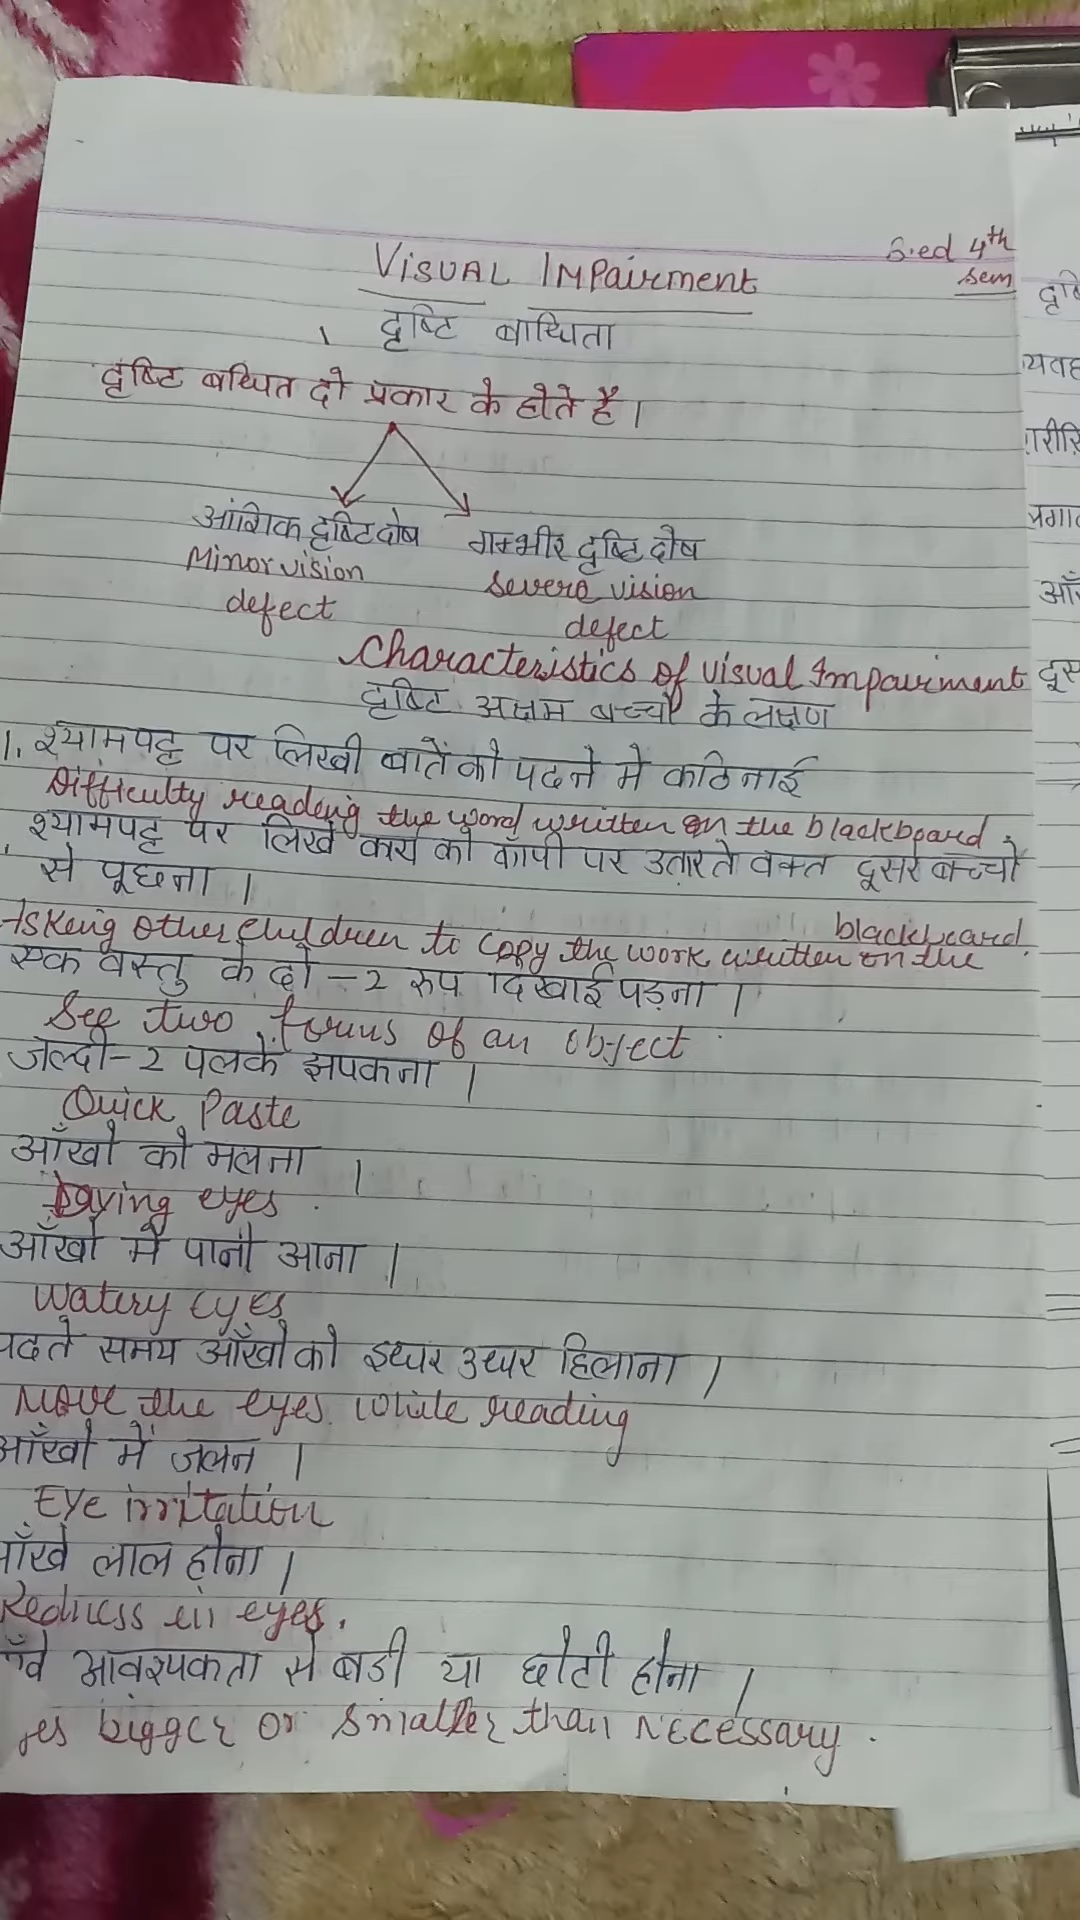 B.ed 4th
sem
VISUAL IMPairment
दृष्टि बाधिता
दृष्टि बधित दो प्रकार के होते हैं।
आंशिक दृष्टि दोष गम्भीर दृष्टि दोष
Minor vision Severe vision
defect defect
Characteristics of visual Impairment
दृष्टि अक्षम बच्चों के लक्षण
1. श्यामपट्ट पर लिखी बातें को पढने मे कठिनाई
Difficulty reading the word written on the blackboard.
श्यामपट्ट पर लिखे कार्य को कॉपी पर उतारते वक्त दूसरे बच्चों
से पूछना।
Asking other children to copy the work written on the
blackboard.
एक वस्तु के दो-2 रुप दिखाई पड़ना।
See two forms of an object.
जल्दी-2 पलकें झपकना।
Quick Paste
आँखो को मलना।
eyes.
आँखो में पानी आना।
Watery Eyes
पढते समय आँखो को इधर उधर हिलाना।
Move the eyes while reading
आँखो में जलन।
Eye irritation
आँखे लाल होना।
Redness in eyes.
आवश्यकता से बडी या छोटी होना।
bigger or smaller than necessary.